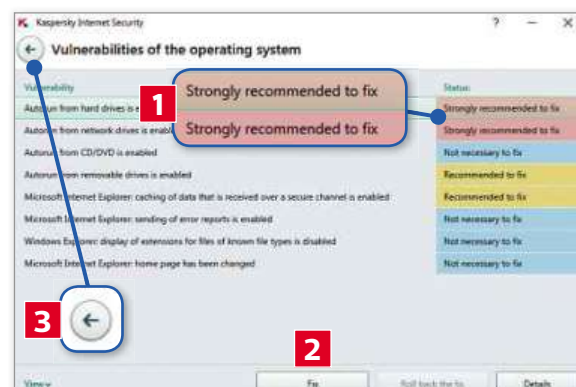 Kaspersky Internet Security
? – ×
← Vulnerabilities of the operating system
Vulnerability Status
Autorun from hard drives is e Strongly recommended to fix
Autorun from network drives is enabl Strongly recommended to fix
1
Strongly recommended to fix
Strongly recommended to fix
Autorun from CD/DVD is enabled Not necessary to fix
Autorun from removable drives is enabled Recommended to fix
Microsoft Internet Explorer: caching of data that is received over a secure channel is enabled Recommended to fix
Microsoft Internet Explorer: sending of error reports is enabled Not necessary to fix
Windows Explorer: display of extensions for files of known file types is disabled Not necessary to fix
Microsoft Internet Explorer: home page has been changed Not necessary to fix
3 ←
2
View Fix Roll back the fix Details